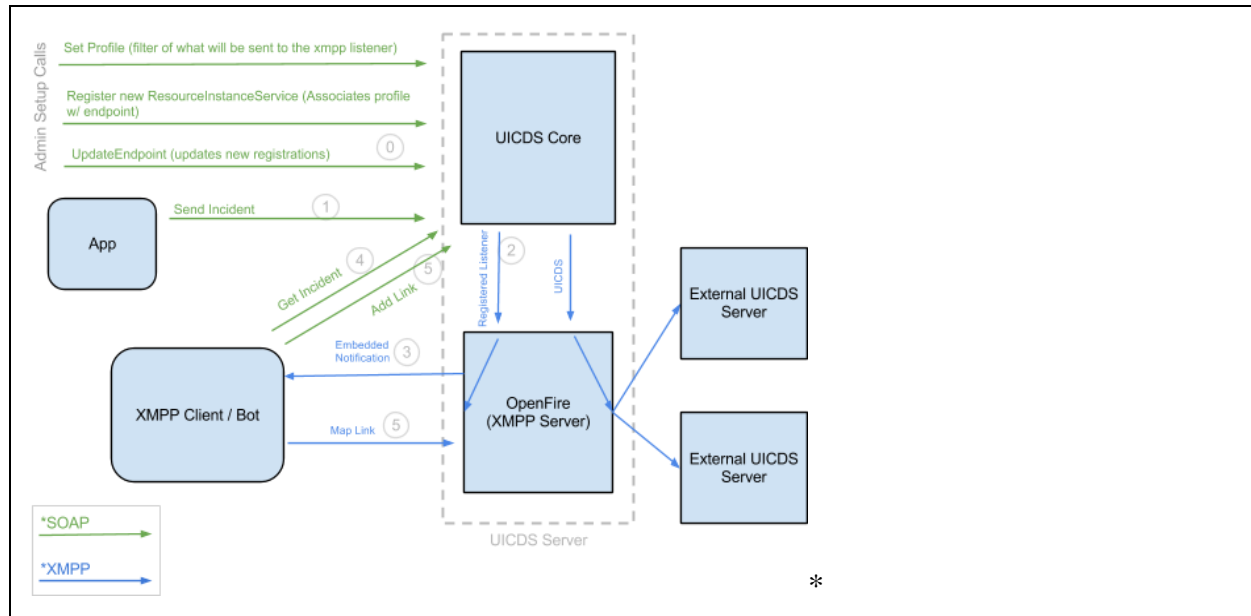 Admin Setup Calls
Set Profile (filter of what will be sent to the xmpp listener)
Register new ResourceInstanceService (Associates profile
w/ endpoint)
UpdateEndpoint (updates new registrations)
0
UICDS Core
App
Send Incident
1
Get Incident
4
Add Link
5
Registered Listener
2
UICDS
External UICDS
Server
Embedded
Notification
3
XMPP Client / Bot
OpenFire
(XMPP Server)
Map Link
5
External UICDS
Server
UICDS Server
*SOAP
*XMPP
*